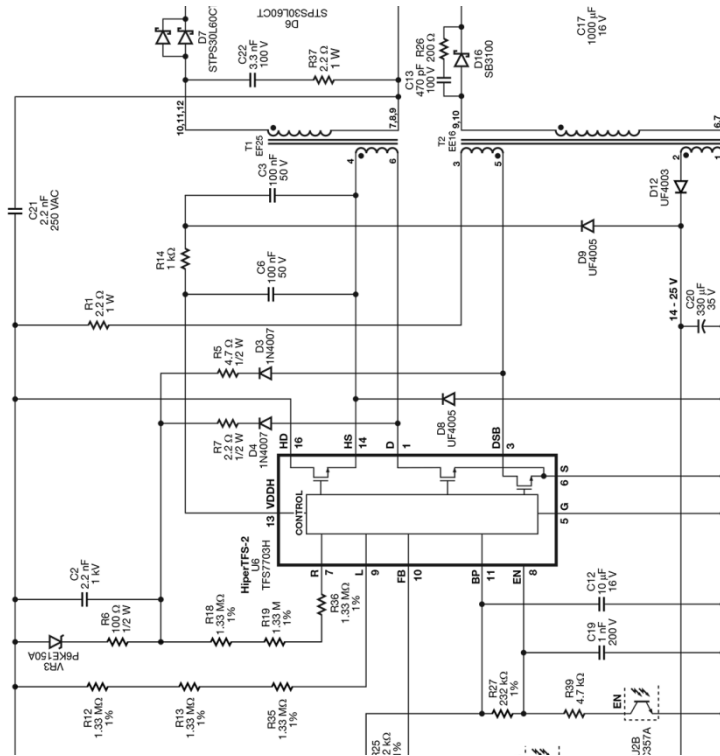 D7
STPS30L60C
D6
STPS30L60CT
C22
3.3 nF
100 V
R37
2.2 Ω
1 W
R26
200 Ω
C13
470 pF
100 V
D16
SB3100
C17
1000 µF
16 V
10,11,12
7,8,9
9,10
6,7
T1
EF25
T2
EE16
4
6
3
5
2
1
C21
2.2 nF
250 VAC
C3
100 nF
50 V
R14
1 kΩ
C6
100 nF
50 V
D12
UF4003
D9
UF4005
R1
2.2 Ω
1 W
14 - 25 V
C20
330 µF
35 V
R5
4.7 Ω
1/2 W
D3
1N4007
R7
2.2 Ω
1/2 W
D4
1N4007
D8
UF4005
HD
16
HS
14
D
1
DSB
3
13 VDDH
CONTROL
S
6
G
5
HiperTFS-2
U6
TFS7703H
R
7
L
9
FB
10
BP
11
EN
8
C2
2.2 nF
1 kV
VR3
P6KE150A
R6
100 Ω
1/2 W
R18
1.33 MΩ
1%
R19
1.33 M
1%
R36
1.33 MΩ
1%
C12
10 µF
16 V
C19
1 nF
200 V
R12
1.33 MΩ
1%
R13
1.33 MΩ
1%
R35
1.33 MΩ
1%
R27
232 kΩ
1%
R39
4.7 kΩ
EN